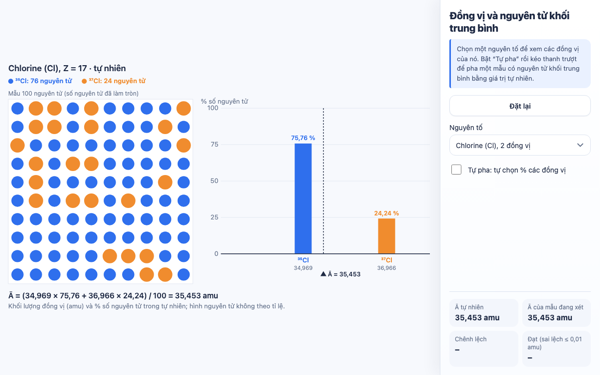 Chlorine (Cl), Z = 17 · tự nhiên
³⁵Cl: 76 nguyên tử
³⁷Cl: 24 nguyên tử
Mẫu 100 nguyên tử (số nguyên tử đã làm tròn)
% số nguyên tử
100
75
50
25
0
75,76 %
24,24 %
³⁵Cl
34,969
³⁷Cl
36,966
▲ Ā = 35,453
Ā = (34,969 × 75,76 + 36,966 × 24,24) / 100 = 35,453 amu
Khối lượng đồng vị (amu) và % số nguyên tử trong tự nhiên; hình nguyên tử không theo tỉ lệ.
Đồng vị và nguyên tử khối
trung bình
Chọn một nguyên tố để xem các đồng vị
của nó. Bật "Tự pha" rồi kéo thanh trượt
để pha một mẫu có nguyên tử khối trung
bình bằng giá trị tự nhiên.
Đặt lại
Nguyên tố
Chlorine (Cl), 2 đồng vị
Tự pha: tự chọn % các đồng vị
Ā tự nhiên
35,453 amu
Ā của mẫu đang xét
35,453 amu
Chênh lệch
–
Đạt (sai lệch ≤ 0,01
amu)
–